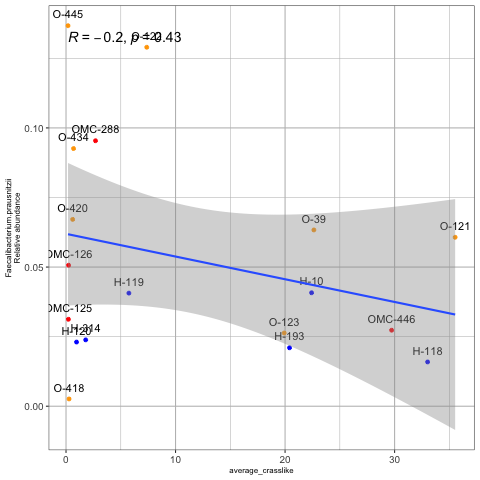 O-445
R = −0.2, p = 0.43
OMC-288
O-434
O-420
O-39
O-121
OMC-126
H-119
H-10
OMC-125
O-123
OMC-446
H-120
H-314
H-193
H-118
O-418
0.10
0.05
0.00
0
10
20
30
average_crasslike
Faecalibacterium.prausnitzii
Relative abundance